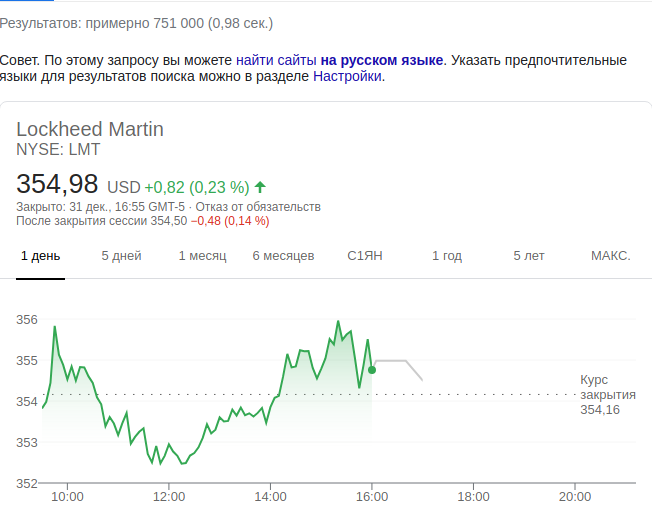 Результатов: примерно 751 000 (0,98 сек.)
Совет. По этому запросу вы можете найти сайты на русском языке. Указать предпочтительные
языки для результатов поиска можно в разделе Настройки.
Lockheed Martin
NYSE: LMT
354,98 USD +0,82 (0,23 %)
Закрыто: 31 дек., 16:55 GMT-5 · Отказ от обязательств
После закрытия сессии 354,50 −0,48 (0,14 %)
1 день 5 дней 1 месяц 6 месяцев С1ЯН 1 год 5 лет МАКС.
356
355
354
353
352
Курс
закрытия
354,16
10:00 12:00 14:00 16:00 18:00 20:00